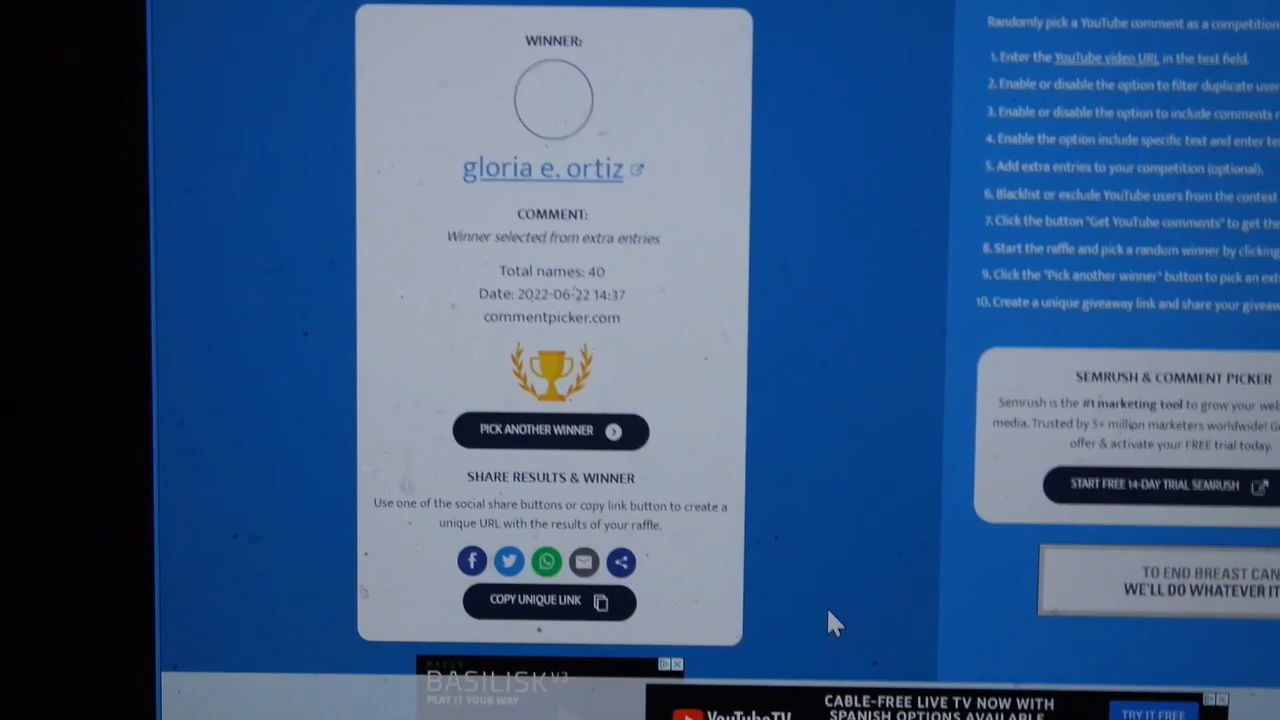 WINNER:
gloria e. ortiz
COMMENT:
Winner selected from extra entries
Total names: 40
Date: 2022-06-22 14:37
commentpicker.com
PICK ANOTHER WINNER
SHARE RESULTS & WINNER
Use one of the social share buttons or copy link button to create a
unique URL with the results of your raffle.
COPY UNIQUE LINK
Randomly pick a YouTube comment as a competition
1. Enter the YouTube video URL in the text field.
2. Enable or disable the option to filter duplicate
3. Enable or disable the option to include comments
4. Enable the option include specific text and enter
5. Add extra entries to your competition (optional).
6. Blacklist or exclude YouTube users from the contest
7. Click the button "Get YouTube comments" to get the
8. Start the raffle and pick a random winner by clicking
9. Click the "Pick another winner" button to pick an
10. Create a unique giveaway link and share your
SEMRUSH & COMMENT PICKER
Semrush is the #1 marketing tool to grow your
media. Trusted by 5+ million marketers worldwide!
offer & activate your FREE trial today.
START FREE 14-DAY TRIAL SEMRUSH
TO END BREAST
WE'LL DO WHATEVER
RAZER
BASILISK V3
PLAY IT YOUR WAY
YouTubeTV
CABLE-FREE LIVE TV NOW WITH
SPANISH OPTIONS AVAILABLE
TRY IT FREE